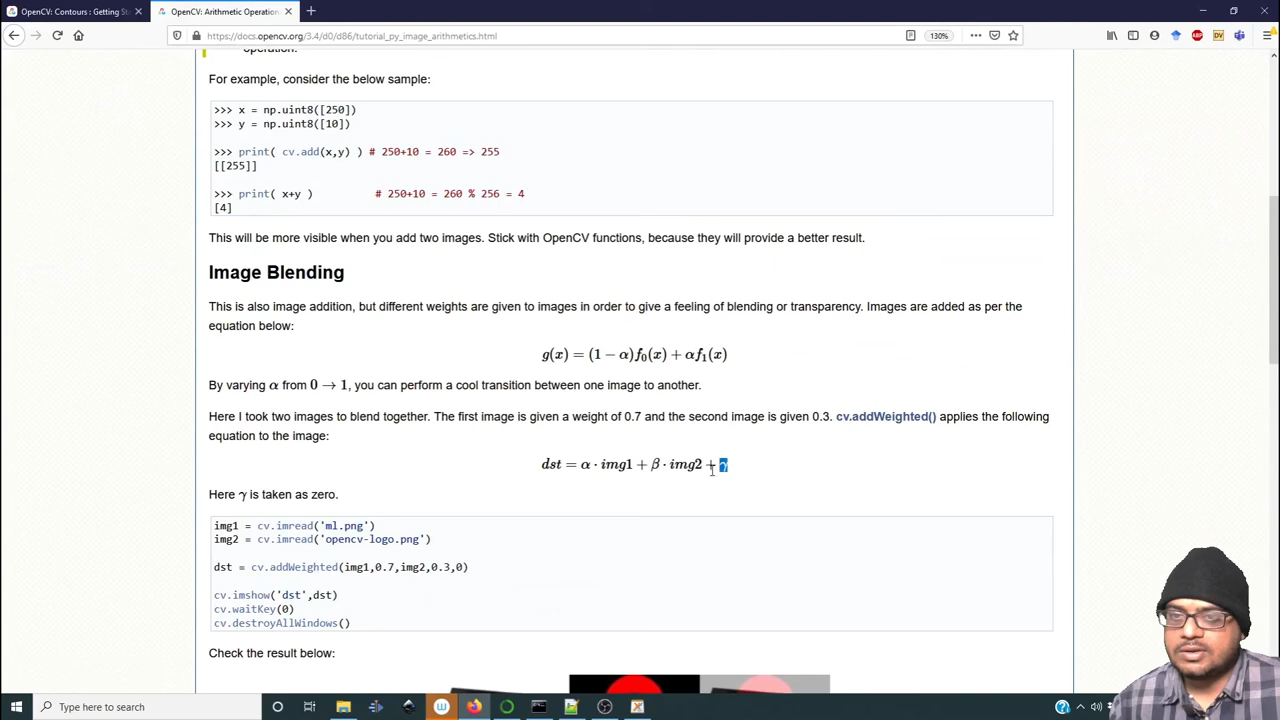 OpenCV: Contours : Getting Sta
OpenCV: Arithmetic Operation
https://docs.opencv.org/3.4/d0/d86/tutorial_py_image_arithmetics.html
130%
operation.
For example, consider the below sample:
>>> x = np.uint8([250])
>>> y = np.uint8([10])
>>> print( cv.add(x,y) ) # 250+10 = 260 => 255
[[255]]
>>> print( x+y )          # 250+10 = 260 % 256 = 4
[4]
This will be more visible when you add two images. Stick with OpenCV functions, because they will provide a better result.
Image Blending
This is also image addition, but different weights are given to images in order to give a feeling of blending or transparency. Images are added as per the
equation below:
g(x) = (1 − α)f₀(x) + αf₁(x)
By varying α from 0 → 1, you can perform a cool transition between one image to another.
Here I took two images to blend together. The first image is given a weight of 0.7 and the second image is given 0.3. cv.addWeighted() applies the following
equation to the image:
dst = α · img1 + β · img2 + γ
Here γ is taken as zero.
img1 = cv.imread('ml.png')
img2 = cv.imread('opencv-logo.png')
dst = cv.addWeighted(img1,0.7,img2,0.3,0)
cv.imshow('dst',dst)
cv.waitKey(0)
cv.destroyAllWindows()
Check the result below:
Type here to search